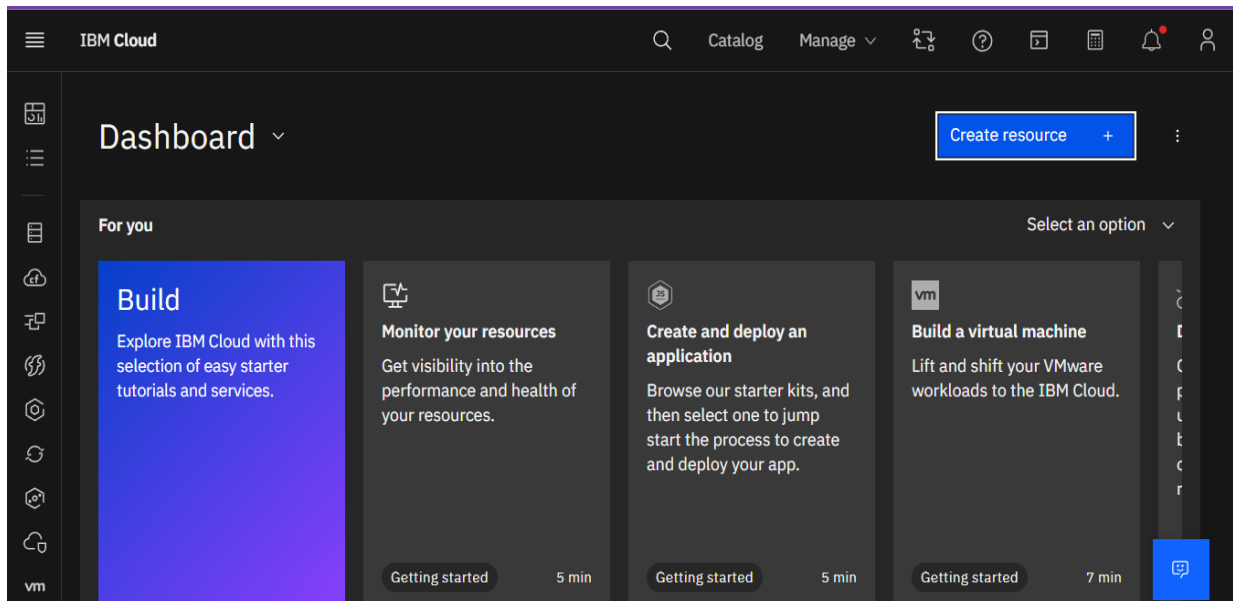 IBM Cloud
Catalog
Manage
Dashboard
Create resource +
For you
Select an option
Build
Explore IBM Cloud with this
selection of easy starter
tutorials and services.
Monitor your resources
Get visibility into the
performance and health of
your resources.
Getting started
5 min
JS
Create and deploy an
application
Browse our starter kits, and
then select one to jump
start the process to create
and deploy your app.
Getting started
5 min
vm
Build a virtual machine
Lift and shift your VMware
workloads to the IBM Cloud.
Getting started
7 min
cf
vm